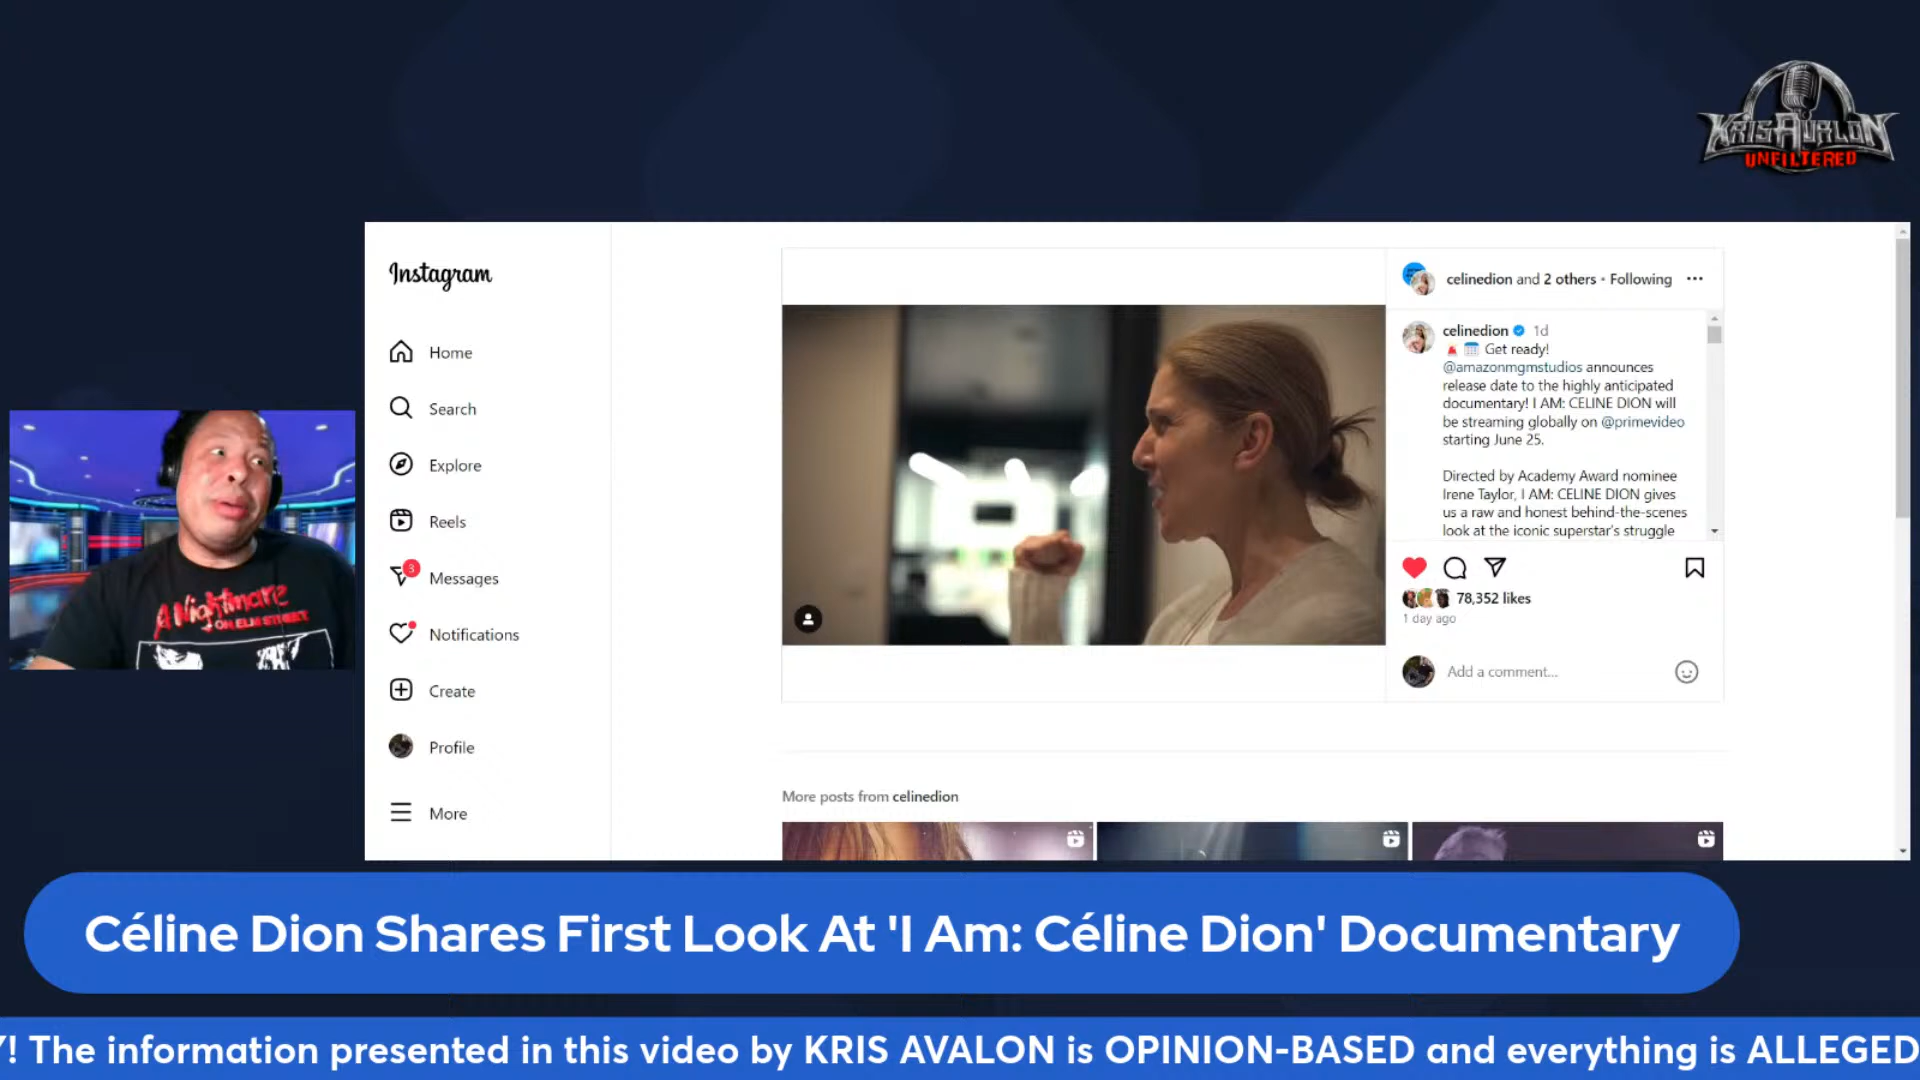 KRIS AVALON
UNFILTERED
Instagram
Home
Search
Explore
Reels
3
Messages
Notifications
Create
Profile
More
A Nightmare
ON ELM STREET
celinedion and 2 others • Following
celinedion 1d
Get ready!
@amazonmgmstudios announces
release date to the highly anticipated
documentary! I AM: CELINE DION will
be streaming globally on @primevideo
starting June 25.
Directed by Academy Award nominee
Irene Taylor, I AM: CELINE DION gives
us a raw and honest behind-the-scenes
look at the iconic superstar's struggle
78,352 likes
1 day ago
Add a comment...
More posts from celinedion
Céline Dion Shares First Look At 'I Am: Céline Dion' Documentary
! The information presented in this video by KRIS AVALON is OPINION-BASED and everything is ALLEGED